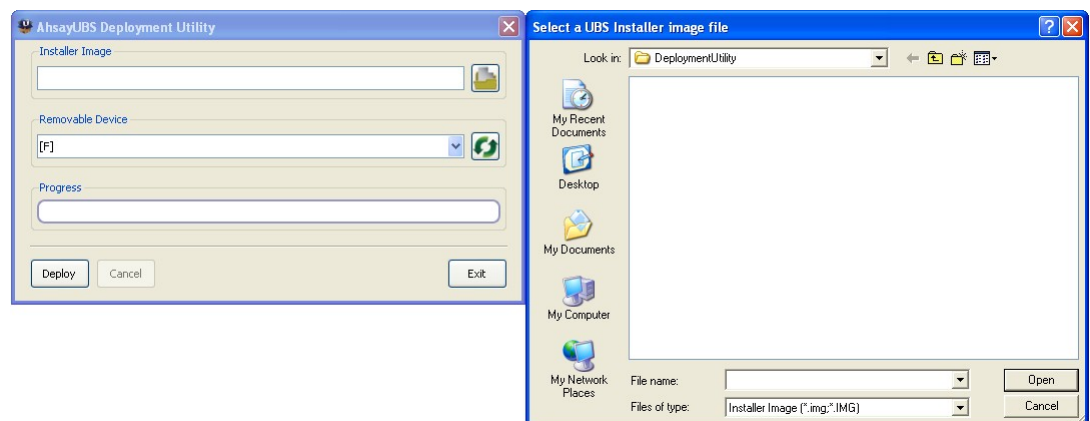 AhsayUBS Deployment Utility
Installer Image
Removable Device
[F]
Progress
Deploy
Cancel
Exit
Select a UBS Installer image file
Look in:
DeploymentUtility
My Recent
Documents
Desktop
My Documents
My Computer
My Network
Places
File name:
Open
Files of type:
Installer Image (*.img;*.IMG)
Cancel